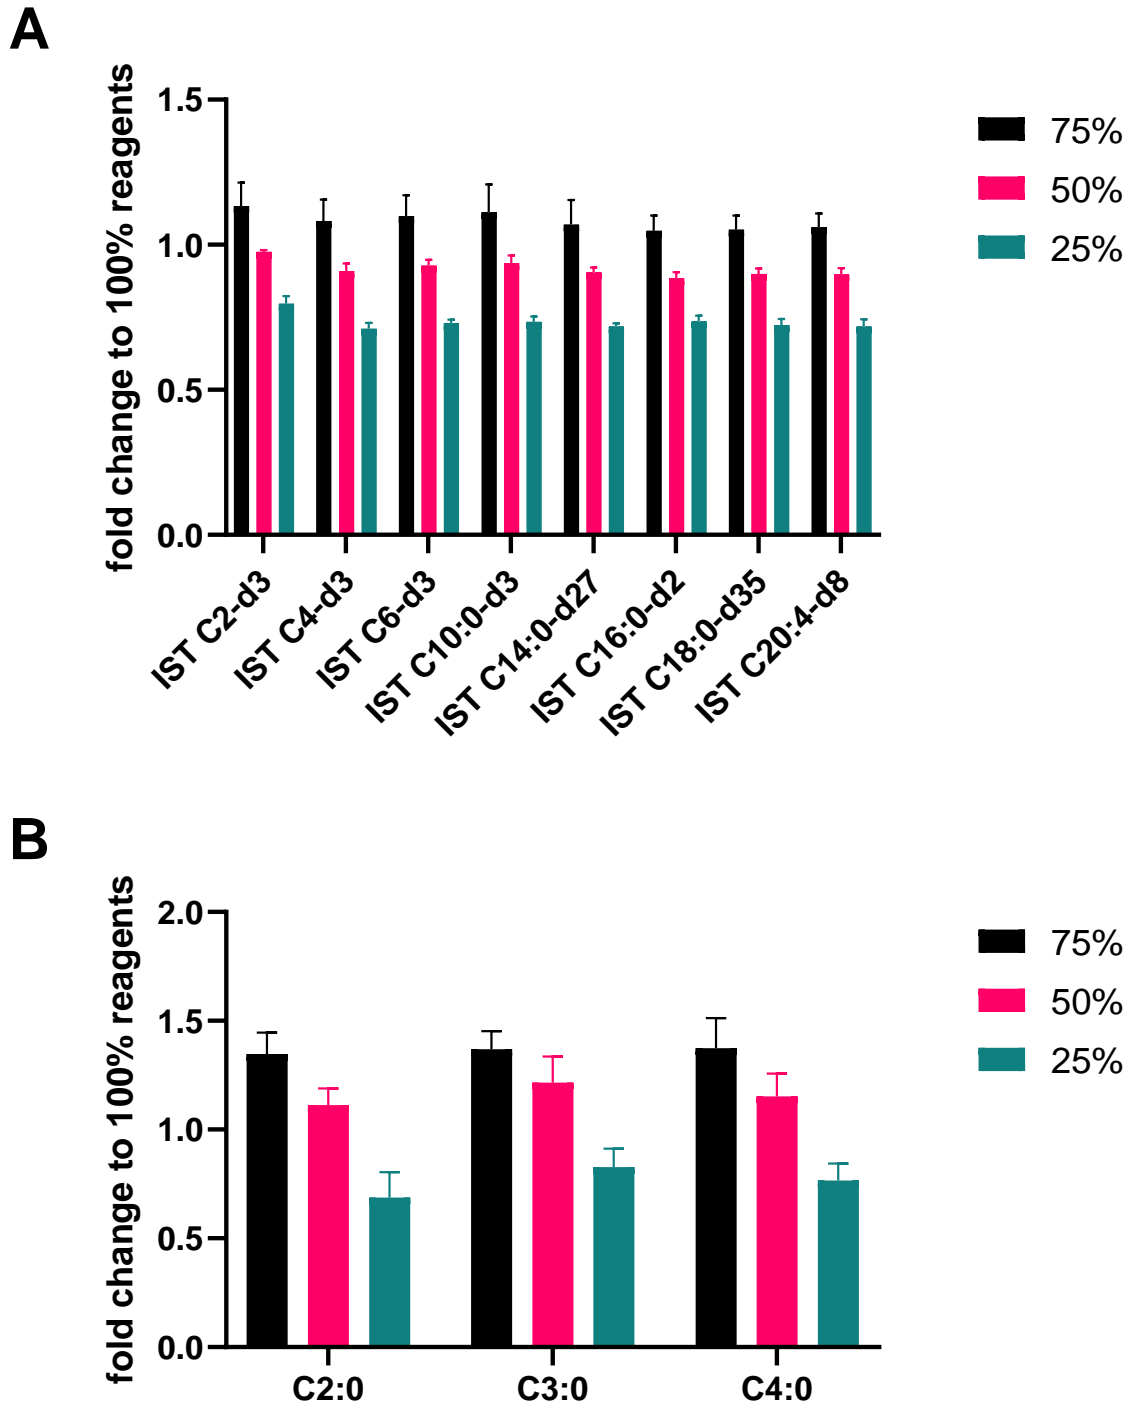 A
fold change to 100% reagents
1.5
1.0
0.5
0.0
IST C2-d3
IST C4-d3
IST C6-d3
IST C10:0-d3
IST C14:0-d27
IST C16:0-d2
IST C18:0-d35
IST C20:4-d8
75%
50%
25%
B
fold change to 100% reagents
2.0
1.5
1.0
0.5
0.0
C2:0
C3:0
C4:0
75%
50%
25%